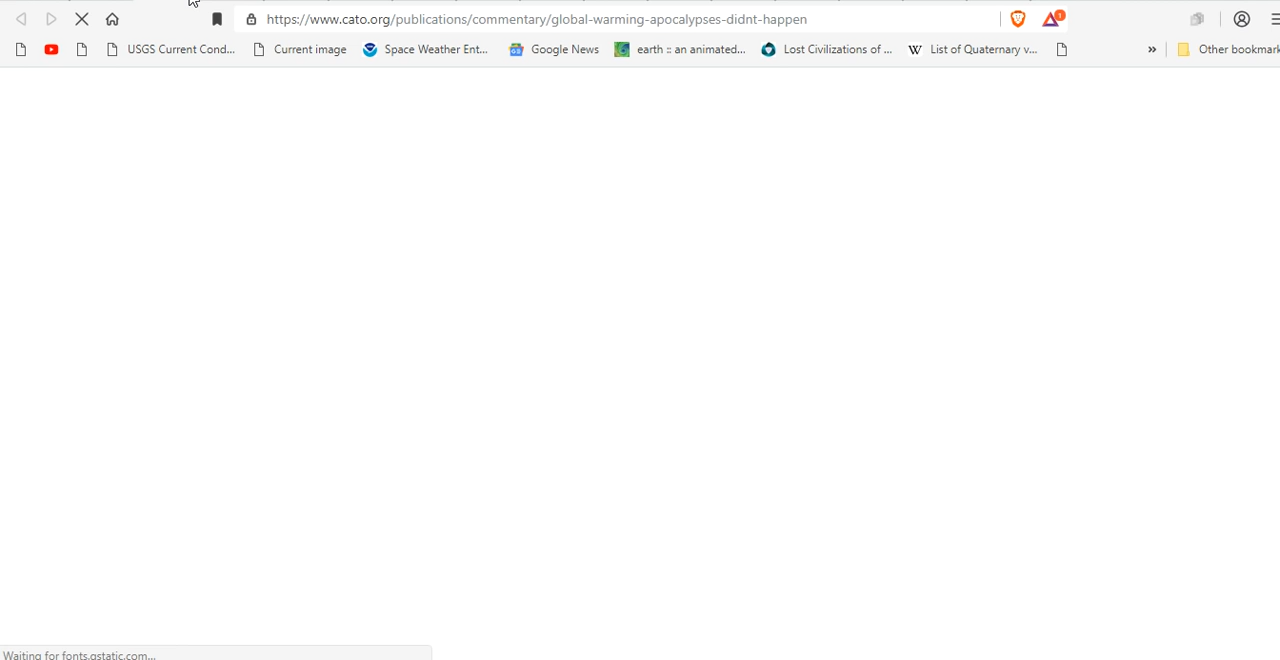 https://www.cato.org/publications/commentary/global-warming-apocalypses-didnt-happen
1
USGS Current Cond... Current image Space Weather Ent... Google News earth :: an animated... Lost Civilizations of ... W List of Quaternary v... » Other bookmark
Waiting for fonts.gstatic.com...